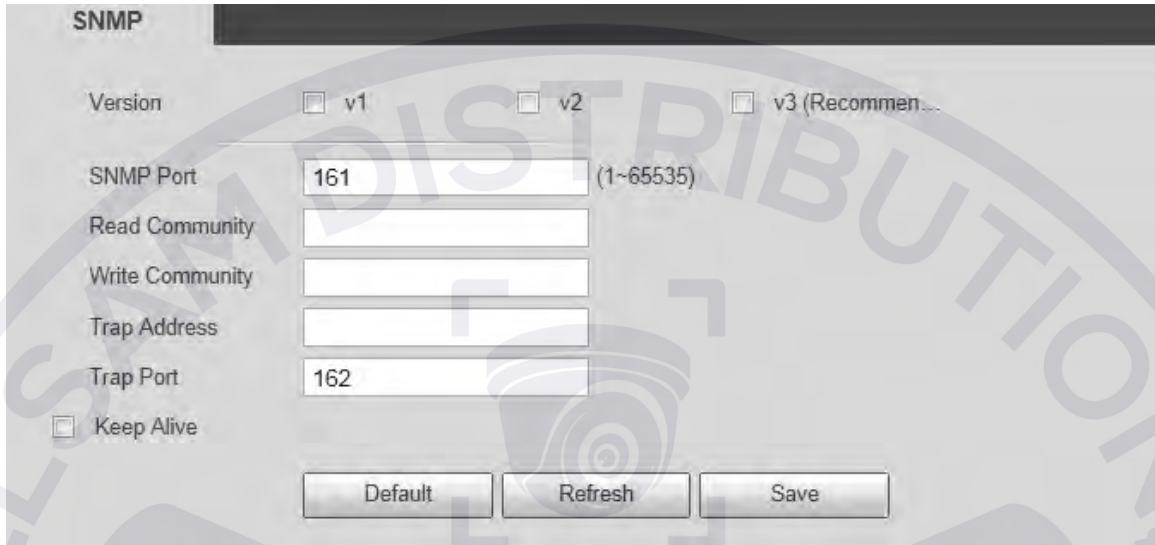 SNMP
Version v1 v2 v3 (Recommen...
SNMP Port 161 (1~65535)
Read Community
Write Community
Trap Address
Trap Port 162
Keep Alive
Default Refresh Save
DISTRIBUTION